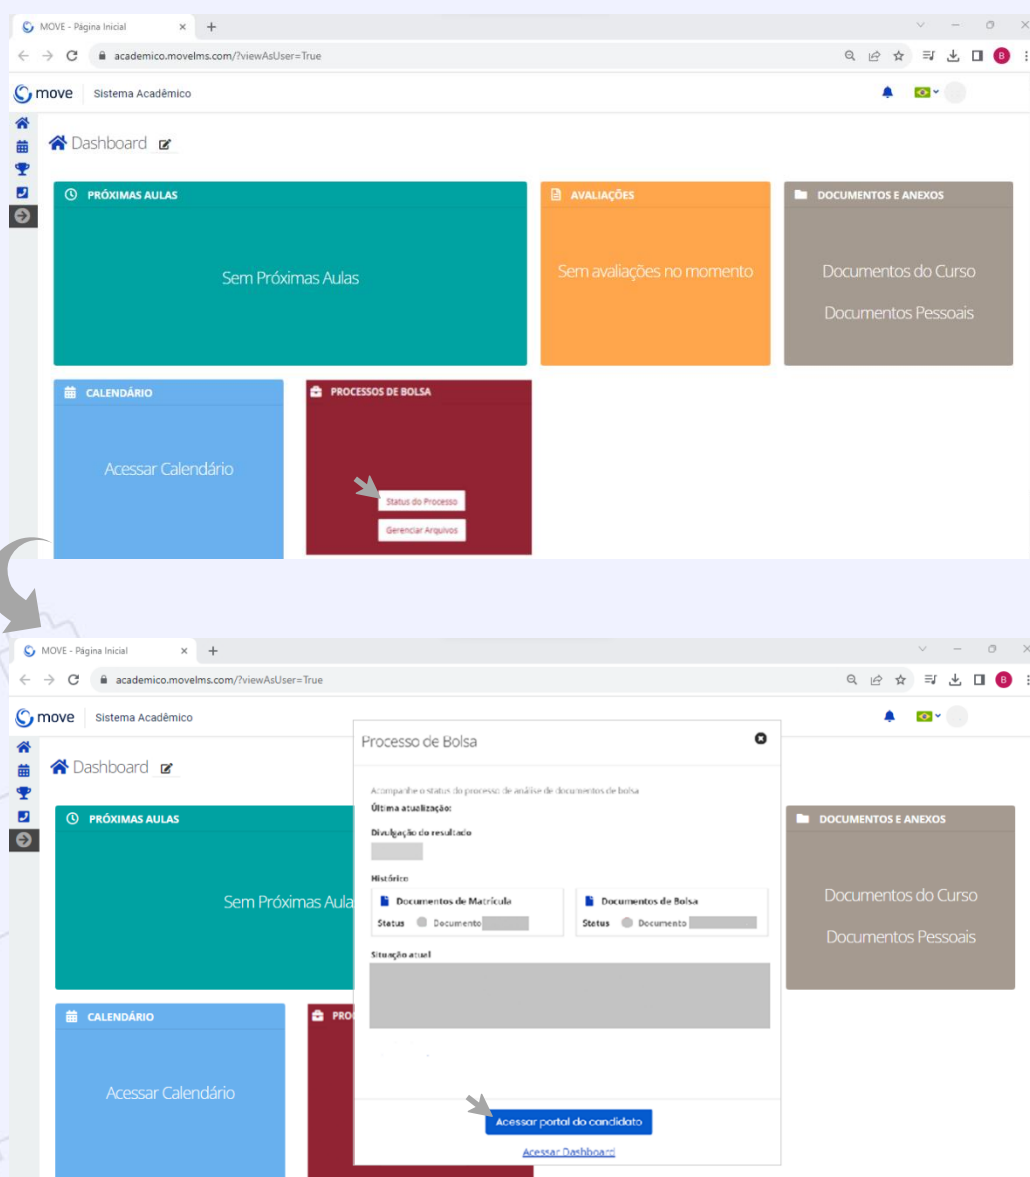 MOVE - Página Inicial
academico.movelms.com/?viewAsUser=True
B
move Sistema Acadêmico
Dashboard
PRÓXIMAS AULAS
Sem Próximas Aulas
AVALIAÇÕES
Sem avaliações no momento
DOCUMENTOS E ANEXOS
Documentos do Curso
Documentos Pessoais
CALENDÁRIO
Acessar Calendário
PROCESSOS DE BOLSA
Status do Processo
Gerenciar Arquivos
MOVE - Página Inicial
academico.movelms.com/?viewAsUser=True
B
move Sistema Acadêmico
Dashboard
PRÓXIMAS AULAS
Sem Próximas Aula
Processo de Bolsa
Acompanhe o status do processo de análise de documentos de bolsa
Última atualização:
Divulgação do resultado
Histórico
Documentos de Matrícula
Status Documento
Documentos de Bolsa
Status Documento
Situação atual
Acessar portal do candidato
Acessar Dashboard
DOCUMENTOS E ANEXOS
Documentos do Curso
Documentos Pessoais
CALENDÁRIO
Acessar Calendário
PRO